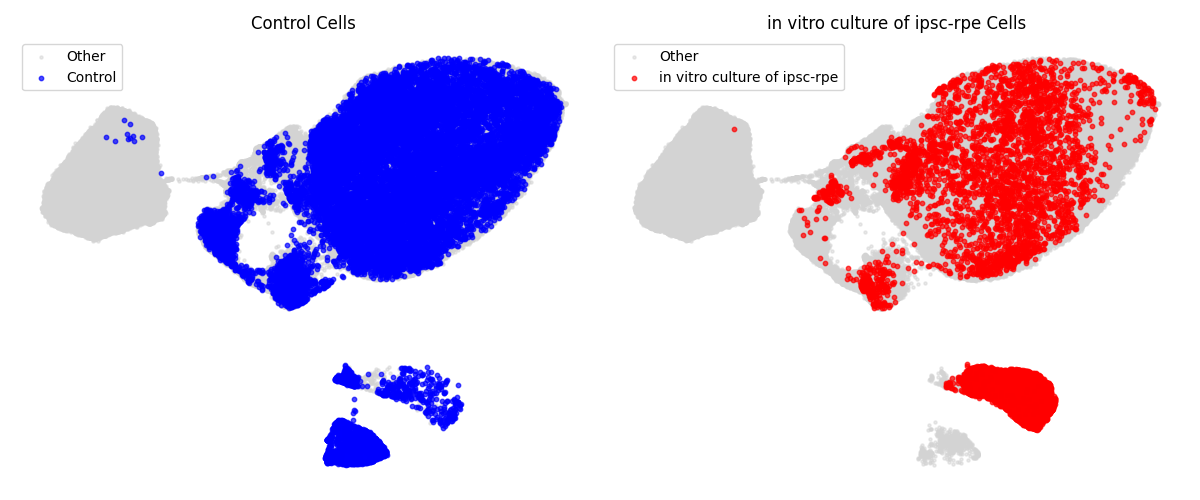 Control Cells
Other
Control
in vitro culture of ipsc-rpe Cells
Other
in vitro culture of ipsc-rpe